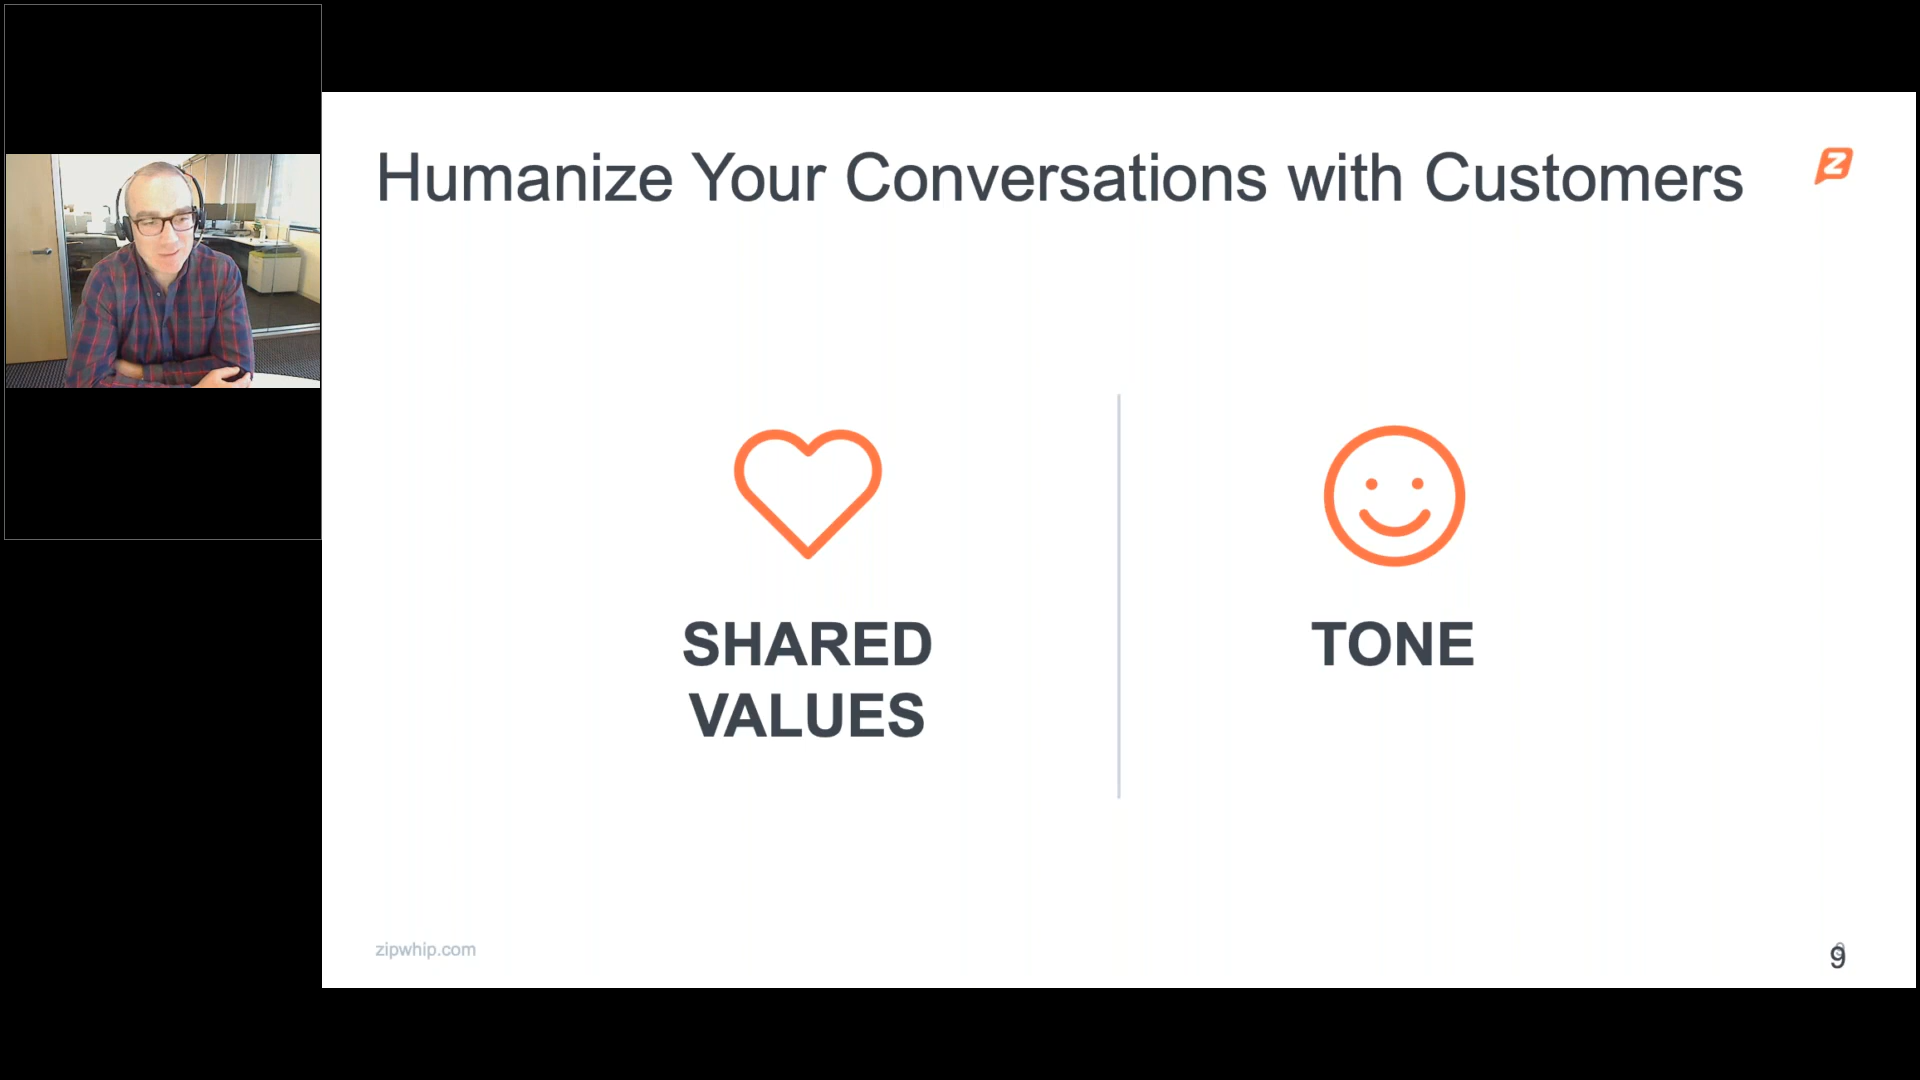 Humanize Your Conversations with Customers
Z
SHARED
VALUES
TONE
zipwhip.com
9